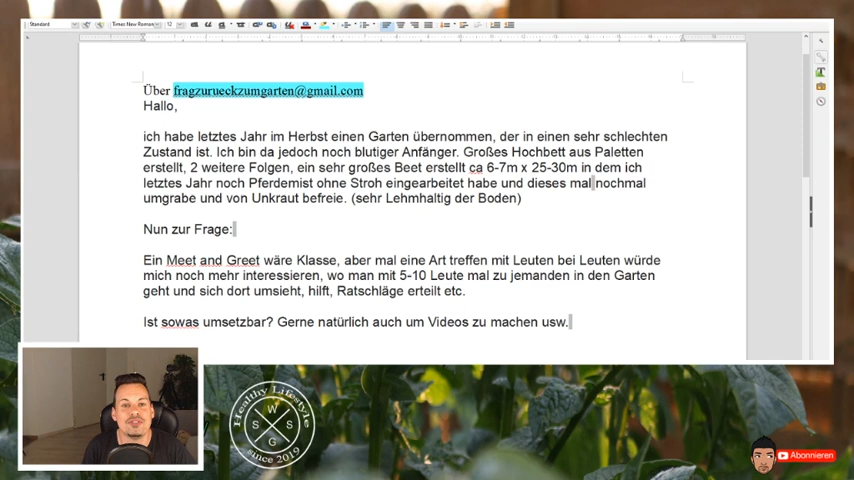 Standard
Times New Roman
12
Über fragzurueckzumgarten@gmail.com
Hallo,
ich habe letztes Jahr im Herbst einen Garten übernommen, der in einen sehr schlechten
Zustand ist. Ich bin da jedoch noch blutiger Anfänger. Großes Hochbett aus Paletten
erstellt, 2 weitere Folgen, ein sehr großes Beet erstellt ca 6-7m x 25-30m in dem ich
letztes Jahr noch Pferdemist ohne Stroh eingearbeitet habe und dieses mal nochmal
umgrabe und von Unkraut befreie. (sehr Lehmhaltig der Boden)
Nun zur Frage:
Ein Meet and Greet wäre Klasse, aber mal eine Art treffen mit Leuten bei Leuten würde
mich noch mehr interessieren, wo man mit 5-10 Leute mal zu jemanden in den Garten
geht und sich dort umsieht, hilft, Ratschläge erteilt etc.
Ist sowas umsetzbar? Gerne natürlich auch um Videos zu machen usw.
Healthy Lifestyle
W
S S
G
since 2019
Abonnieren